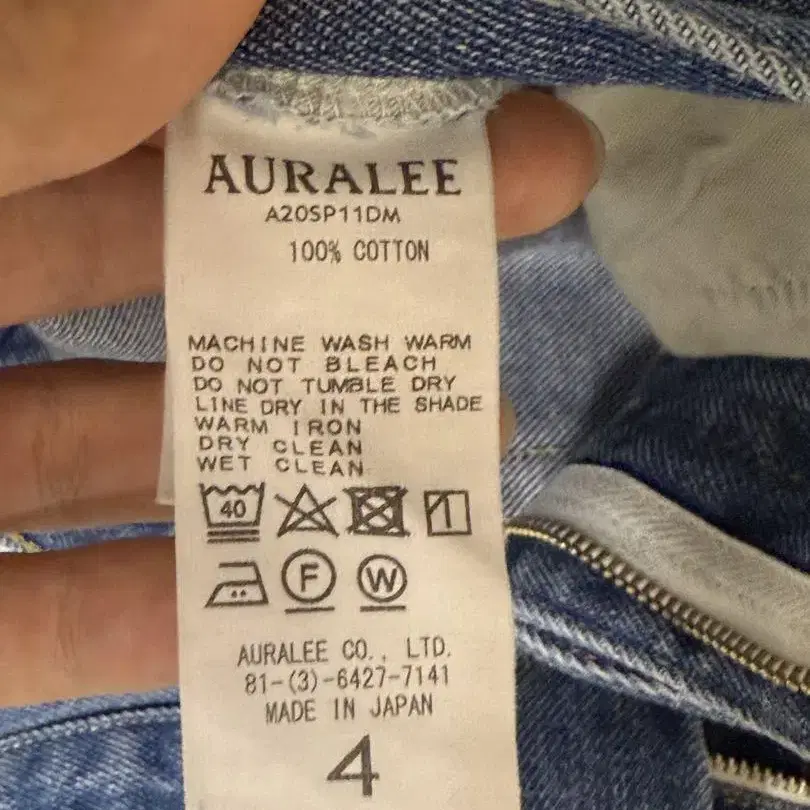 AURALEE
A20SP11DM
100% COTTON
MACHINE WASH WARM
DO NOT BLEACH
DO NOT TUMBLE DRY
LINE DRY IN THE SHADE
WARM IRON
DRY CLEAN
WET CLEAN
40
F W
AURALEE CO., LTD.
81-(3)-6427-7141
MADE IN JAPAN
4